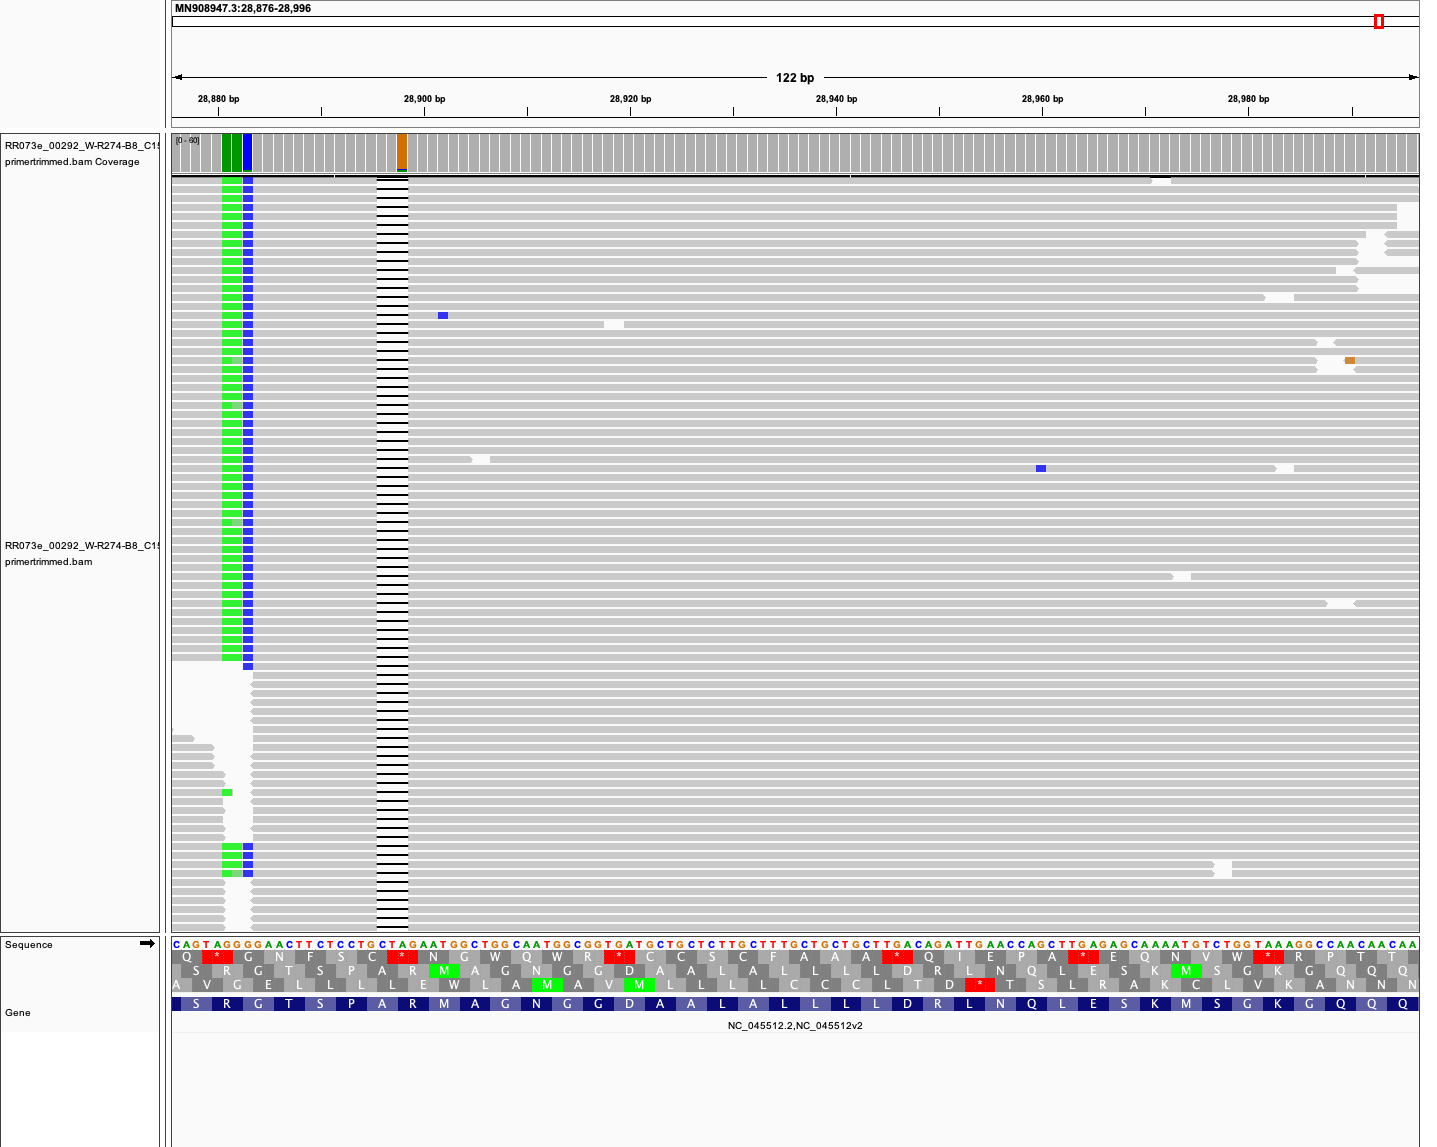 MN908947.3:28,876-28,996
122 bp
28,880 bp 28,900 bp 28,920 bp 28,940 bp 28,960 bp 28,980 bp
RR073e_00292_W-R274-B8_C15
primertrimmed.bam Coverage
[0 - 60]
RR073e_00292_W-R274-B8_C15
primertrimmed.bam
Sequence
CAGTAGGGGAACTTCTCCTGCTAGAATGGCTGGCAATGGCGGTGATGCTGCTCTTGCTTTGCTGCTGCTTGACAGATTGAACCAGCTTGAGAGCAAAATGTCTGGTAAAGGCCAACAACAA
Q * G N F S C * N G W Q W R * C C S C F A A A * Q I E P A * E Q N V W * R P T T
S R G T S P A R M A G N G G D A A L A L L L L D R L N Q L E S K M S G K G Q Q Q
A V G E L L L L E W L A M A V M L L L L C C C L T D * T S L R A K C L V K A N N N
Gene
S R G T S P A R M A G N G G D A A L A L L L L D R L N Q L E S K M S G K G Q Q Q
NC_045512.2,NC_045512v2